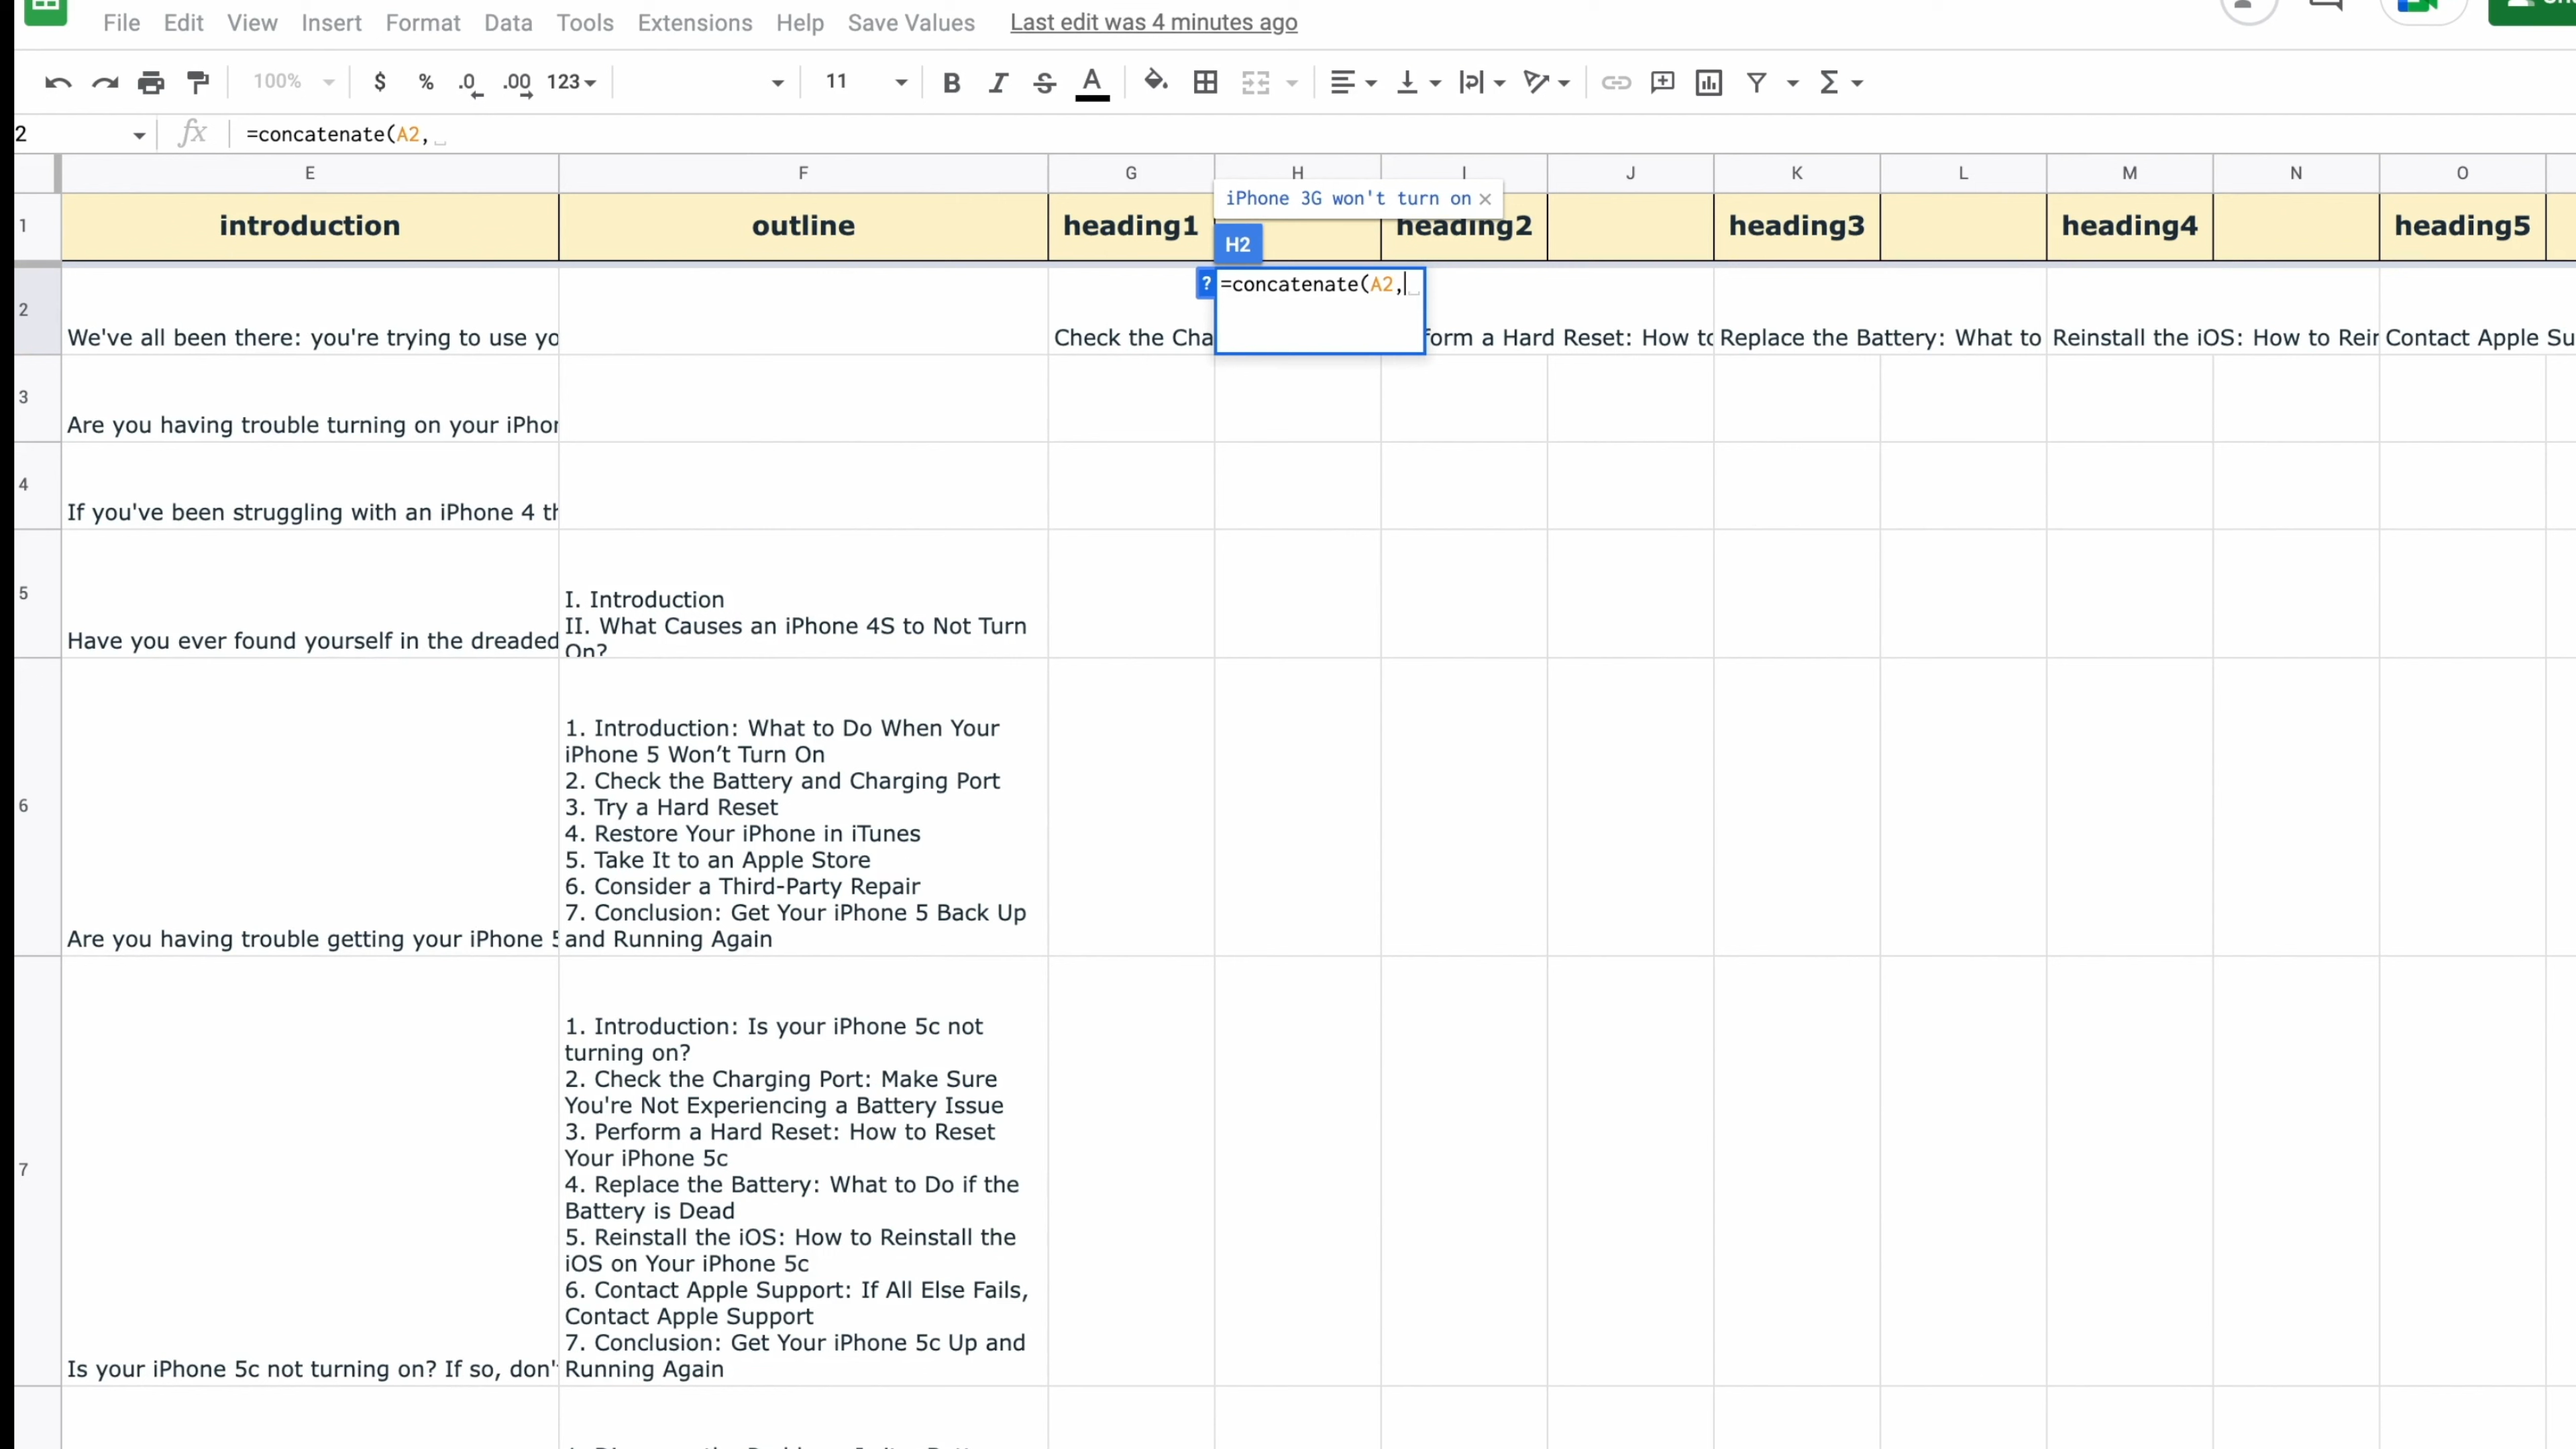 File Edit View Insert Format Data Tools Extensions Help Save Values Last edit was 4 minutes ago
100% $ % .0 .00 123 11 B I S A
2 fx =concatenate(A2,
E F G H I J K L M N O
iPhone 3G won't turn on ×
1 introduction outline heading1 heading2 heading3 heading4 heading5
H2
? =concatenate(A2,
2
We've all been there: you're trying to use yo Check the Cha form a Hard Reset: How to Replace the Battery: What to Reinstall the iOS: How to Rein Contact Apple Su
3
Are you having trouble turning on your iPhon
4
If you've been struggling with an iPhone 4 th
5
I. Introduction
II. What Causes an iPhone 4S to Not Turn
On?
Have you ever found yourself in the dreaded
6
1. Introduction: What to Do When Your
iPhone 5 Won’t Turn On
2. Check the Battery and Charging Port
3. Try a Hard Reset
4. Restore Your iPhone in iTunes
5. Take It to an Apple Store
6. Consider a Third-Party Repair
7. Conclusion: Get Your iPhone 5 Back Up
and Running Again
Are you having trouble getting your iPhone 5
7
1. Introduction: Is your iPhone 5c not
turning on?
2. Check the Charging Port: Make Sure
You're Not Experiencing a Battery Issue
3. Perform a Hard Reset: How to Reset
Your iPhone 5c
4. Replace the Battery: What to Do if the
Battery is Dead
5. Reinstall the iOS: How to Reinstall the
iOS on Your iPhone 5c
6. Contact Apple Support: If All Else Fails,
Contact Apple Support
7. Conclusion: Get Your iPhone 5c Up and
Running Again
Is your iPhone 5c not turning on? If so, don'